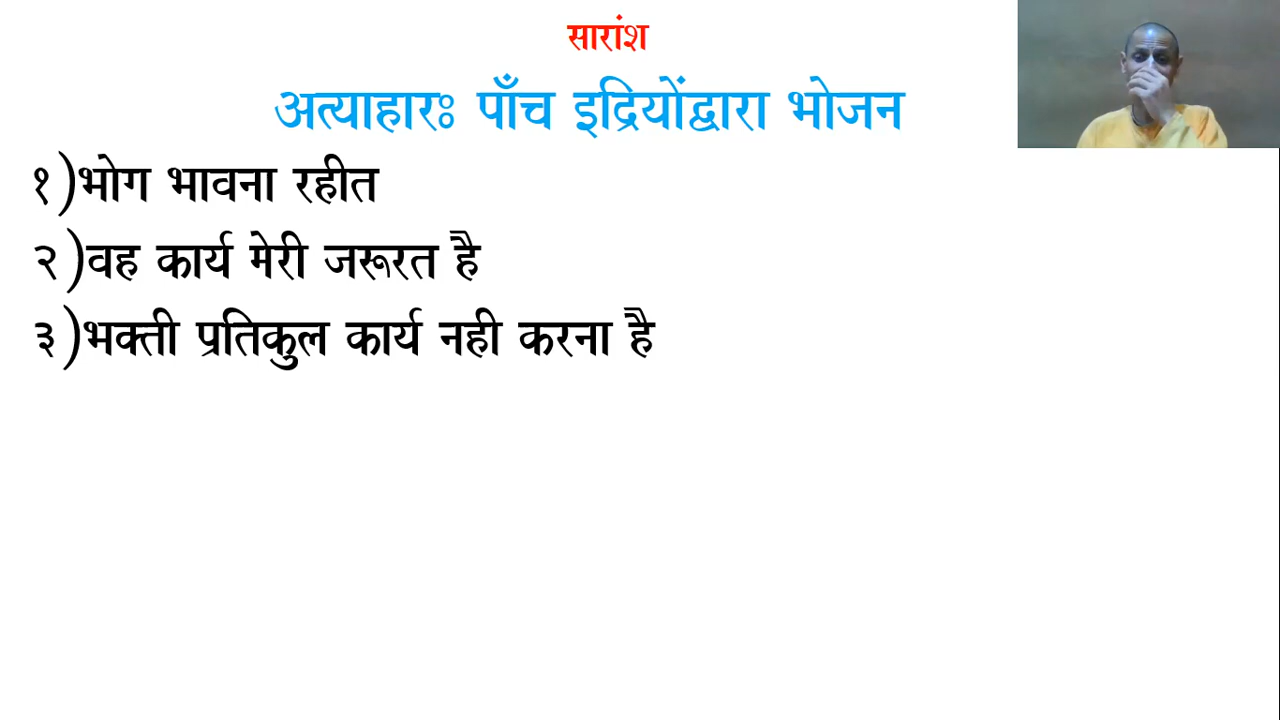 सारांश
अत्याहारः पाँच इद्रियोंद्वारा भोजन
१)भोग भावना रहीत
२)वह कार्य मेरी जरूरत है
३)भक्ती प्रतिकुल कार्य नही करना है